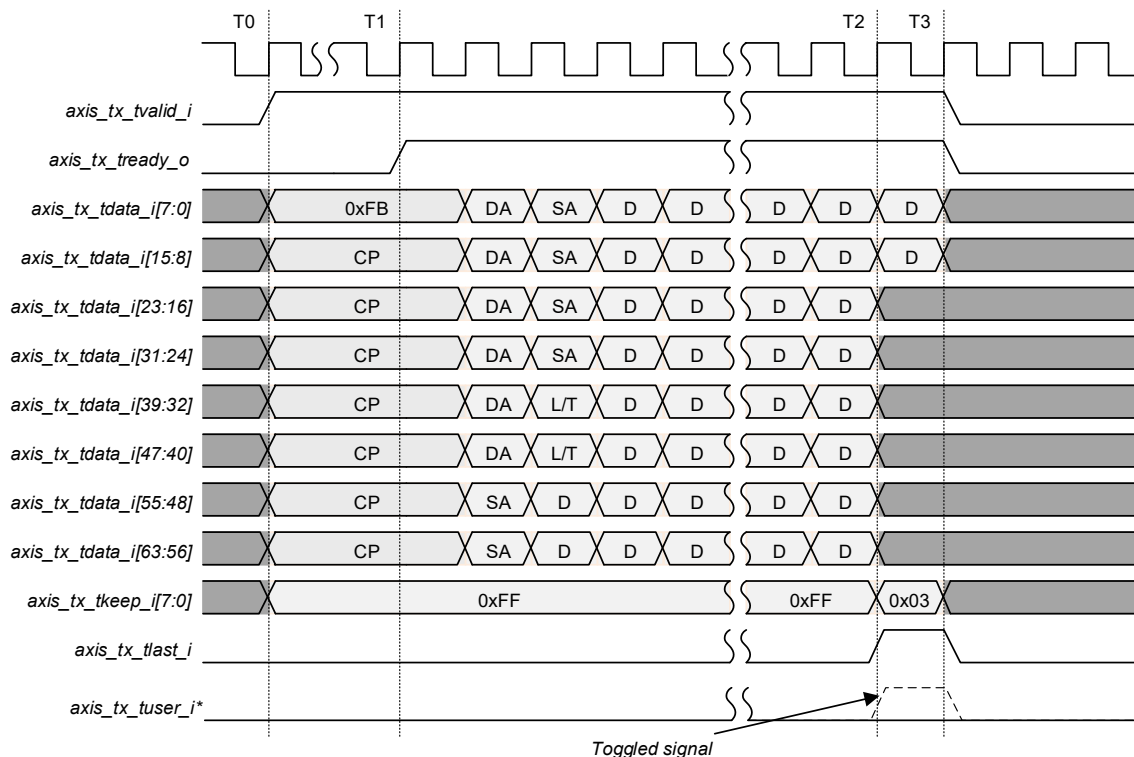 T0 T1 T2 T3
axis_tx_tvalid_i
axis_tx_tready_o
axis_tx_tdata_i[7:0] 0xFB DA SA D D D D D
axis_tx_tdata_i[15:8] CP DA SA D D D D D
axis_tx_tdata_i[23:16] CP DA SA D D D D
axis_tx_tdata_i[31:24] CP DA SA D D D D
axis_tx_tdata_i[39:32] CP DA L/T D D D D
axis_tx_tdata_i[47:40] CP DA L/T D D D D
axis_tx_tdata_i[55:48] CP SA D D D D D
axis_tx_tdata_i[63:56] CP SA D D D D D
axis_tx_tkeep_i[7:0] 0xFF 0xFF 0x03
axis_tx_tlast_i
axis_tx_tuser_i*
Toggled signal